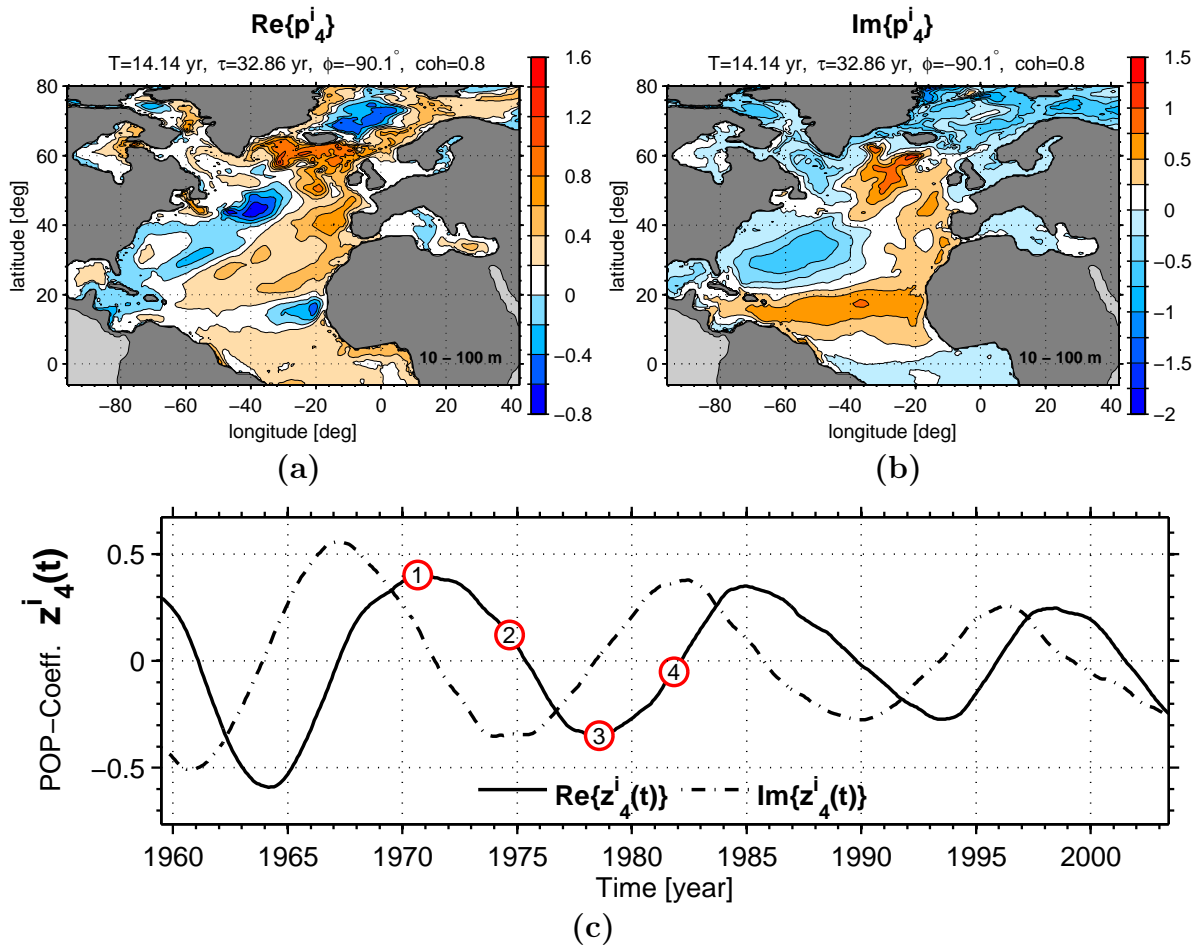 Re{p^i_4}
Im{p^i_4}
T=14.14 yr, τ=32.86 yr, ϕ=−90.1°, coh=0.8
T=14.14 yr, τ=32.86 yr, ϕ=−90.1°, coh=0.8
80
60
40
20
0
latitude [deg]
−80 −60 −40 −20 0 20 40
longitude [deg]
10 – 100 m
1.6
1.2
0.8
0.4
0
−0.4
−0.8
(a)
80
60
40
20
0
latitude [deg]
−80 −60 −40 −20 0 20 40
longitude [deg]
10 – 100 m
1.5
1
0.5
0
−0.5
−1
−1.5
−2
(b)
POP−Coeff. z^i_4(t)
0.5
0
−0.5
1
2
3
4
Re{z^i_4(t)} Im{z^i_4(t)}
1960 1965 1970 1975 1980 1985 1990 1995 2000
Time [year]
(c)